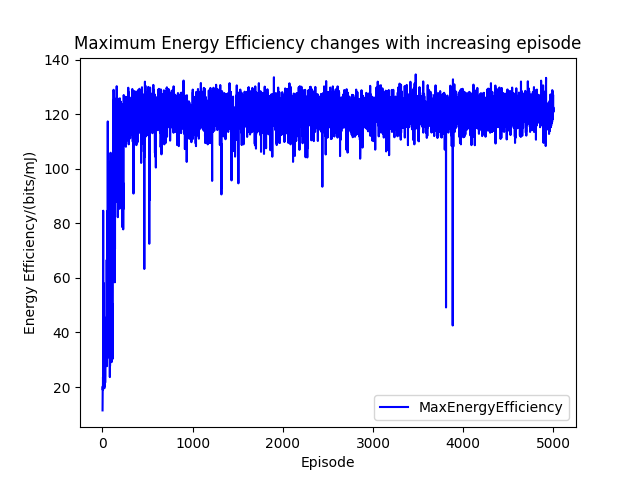 Maximum Energy Efficiency changes with increasing episode
140
120
100
80
60
40
20
Energy Efficiency/(bits/mJ)
MaxEnergyEfficiency
0 1000 2000 3000 4000 5000
Episode